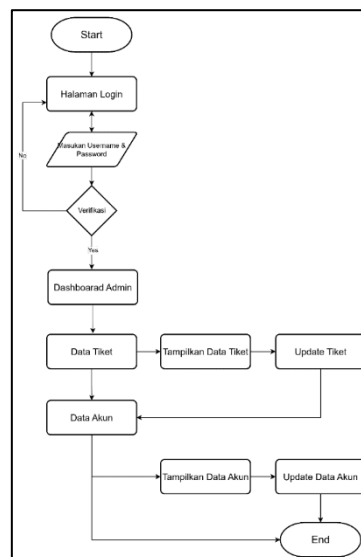 Start
Halaman Login
Masukan Username &
Password
No
Verifikasi
Yes
Dashboarad Admin
Data Tiket
Tampilkan Data Tiket
Update Tiket
Data Akun
Tampilkan Data Akun
Update Data Akun
End